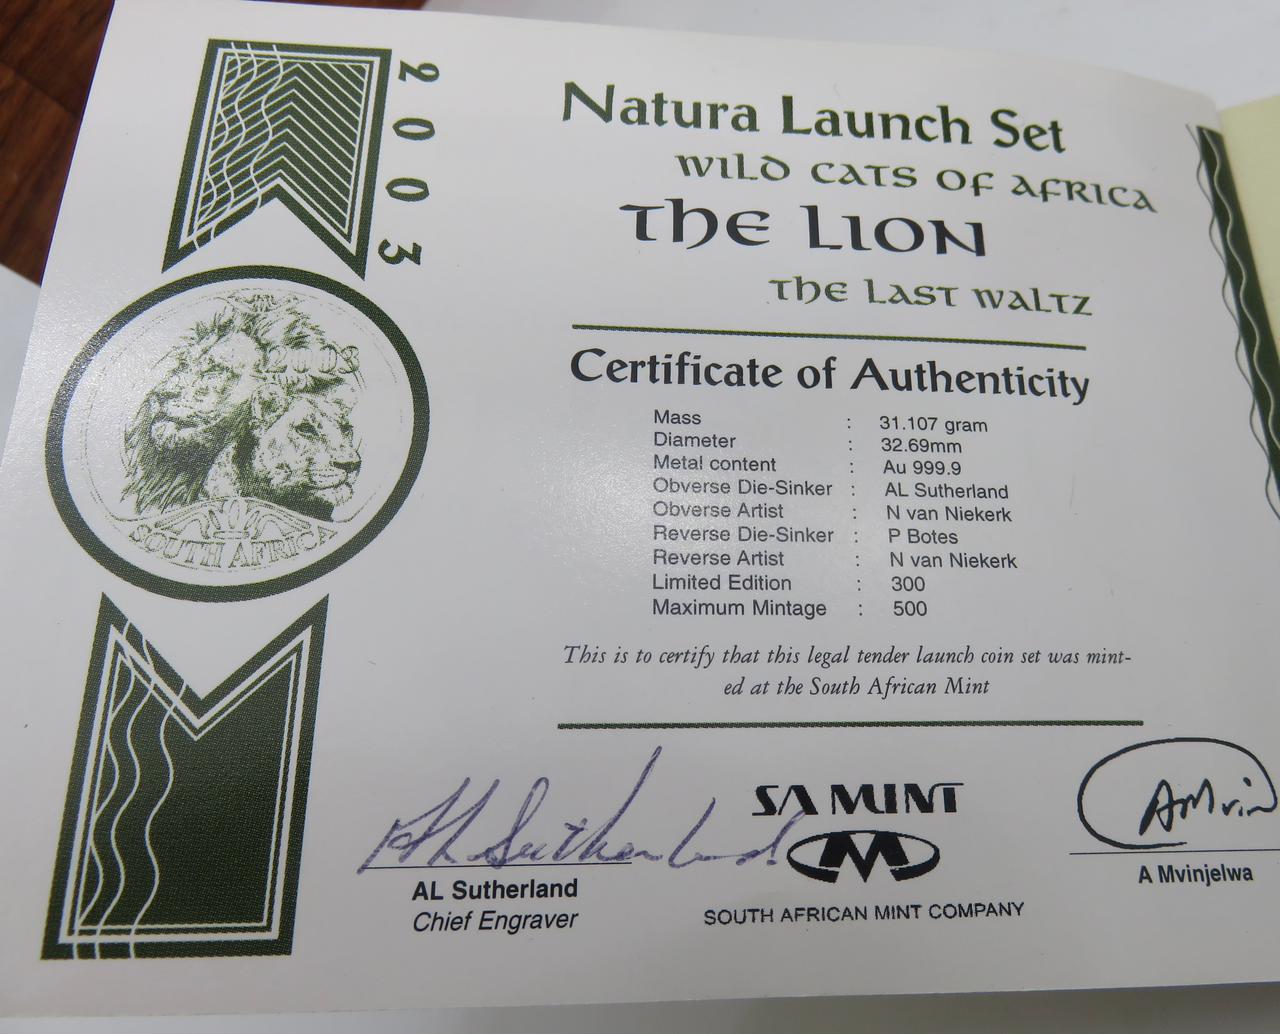 2003
Natura Launch Set
WILD CATS OF AFRICA
THE LION
THE LAST WALTZ
2003
SOUTH AFRICA
Certificate of Authenticity
Mass : 31.107 gram
Diameter : 32.69mm
Metal content : Au 999.9
Obverse Die-Sinker : AL Sutherland
Obverse Artist : N van Niekerk
Reverse Die-Sinker : P Botes
Reverse Artist : N van Niekerk
Limited Edition : 300
Maximum Mintage : 500
This is to certify that this legal tender launch coin set was mint-
ed at the South African Mint
AL Sutherland
SA MINT
AL Sutherland
Chief Engraver
SOUTH AFRICAN MINT COMPANY
A Mvinjelwa